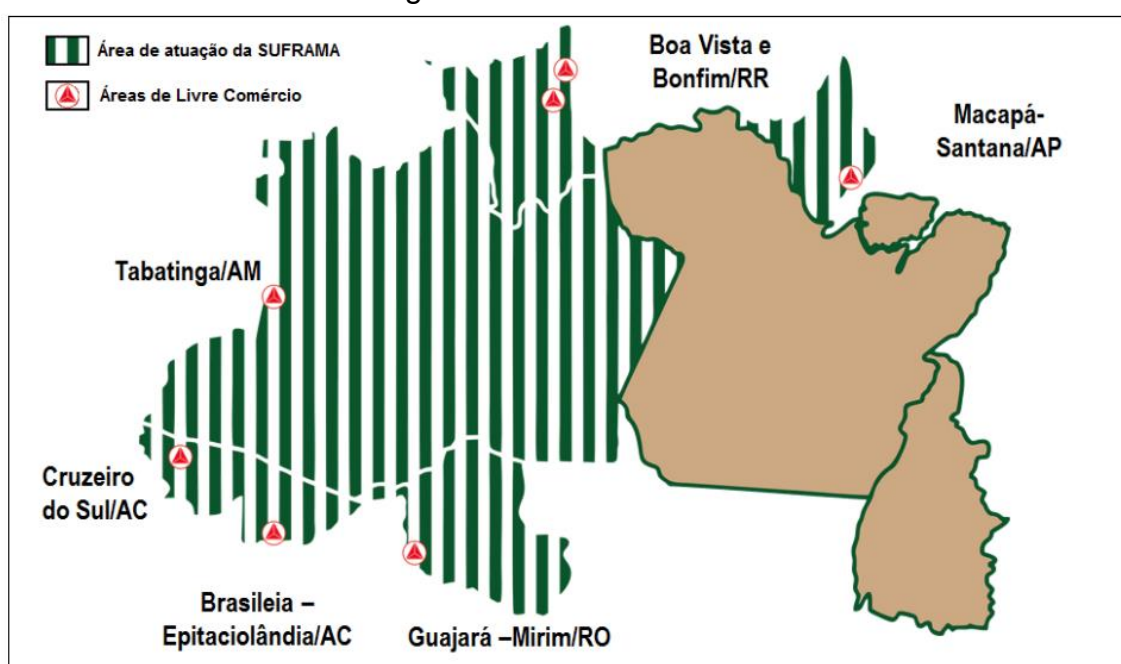 Área de atuação da SUFRAMA
Áreas de Livre Comércio
Boa Vista e
Bonfim/RR
Macapá-
Santana/AP
Tabatinga/AM
Cruzeiro
do Sul/AC
Brasileia –
Epitaciolândia/AC
Guajará –Mirim/RO